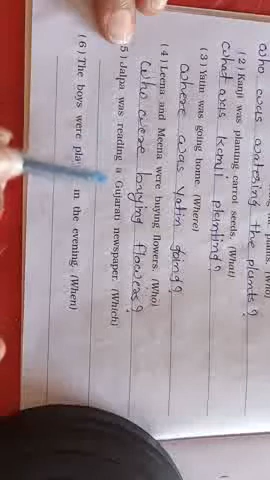 plants. (Who)
who was watering the plants?
(2) Kanji was planting carrot seeds. (What)
what was kanji planting?
(3) Yatin was going home. (Where)
where was Yatin going?
(4) Leena and Meena were buying flowers. (Who)
who were buying flowers?
5) Jalpa was reading a Gujarati newspaper. (Which)
(6) The boys were pla in the evening. (When)